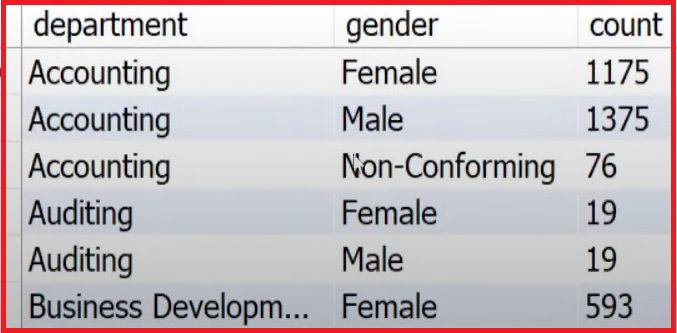 department gender count
Accounting Female 1175
Accounting Male 1375
Accounting Non-Conforming 76
Auditing Female 19
Auditing Male 19
Business Developm... Female 593